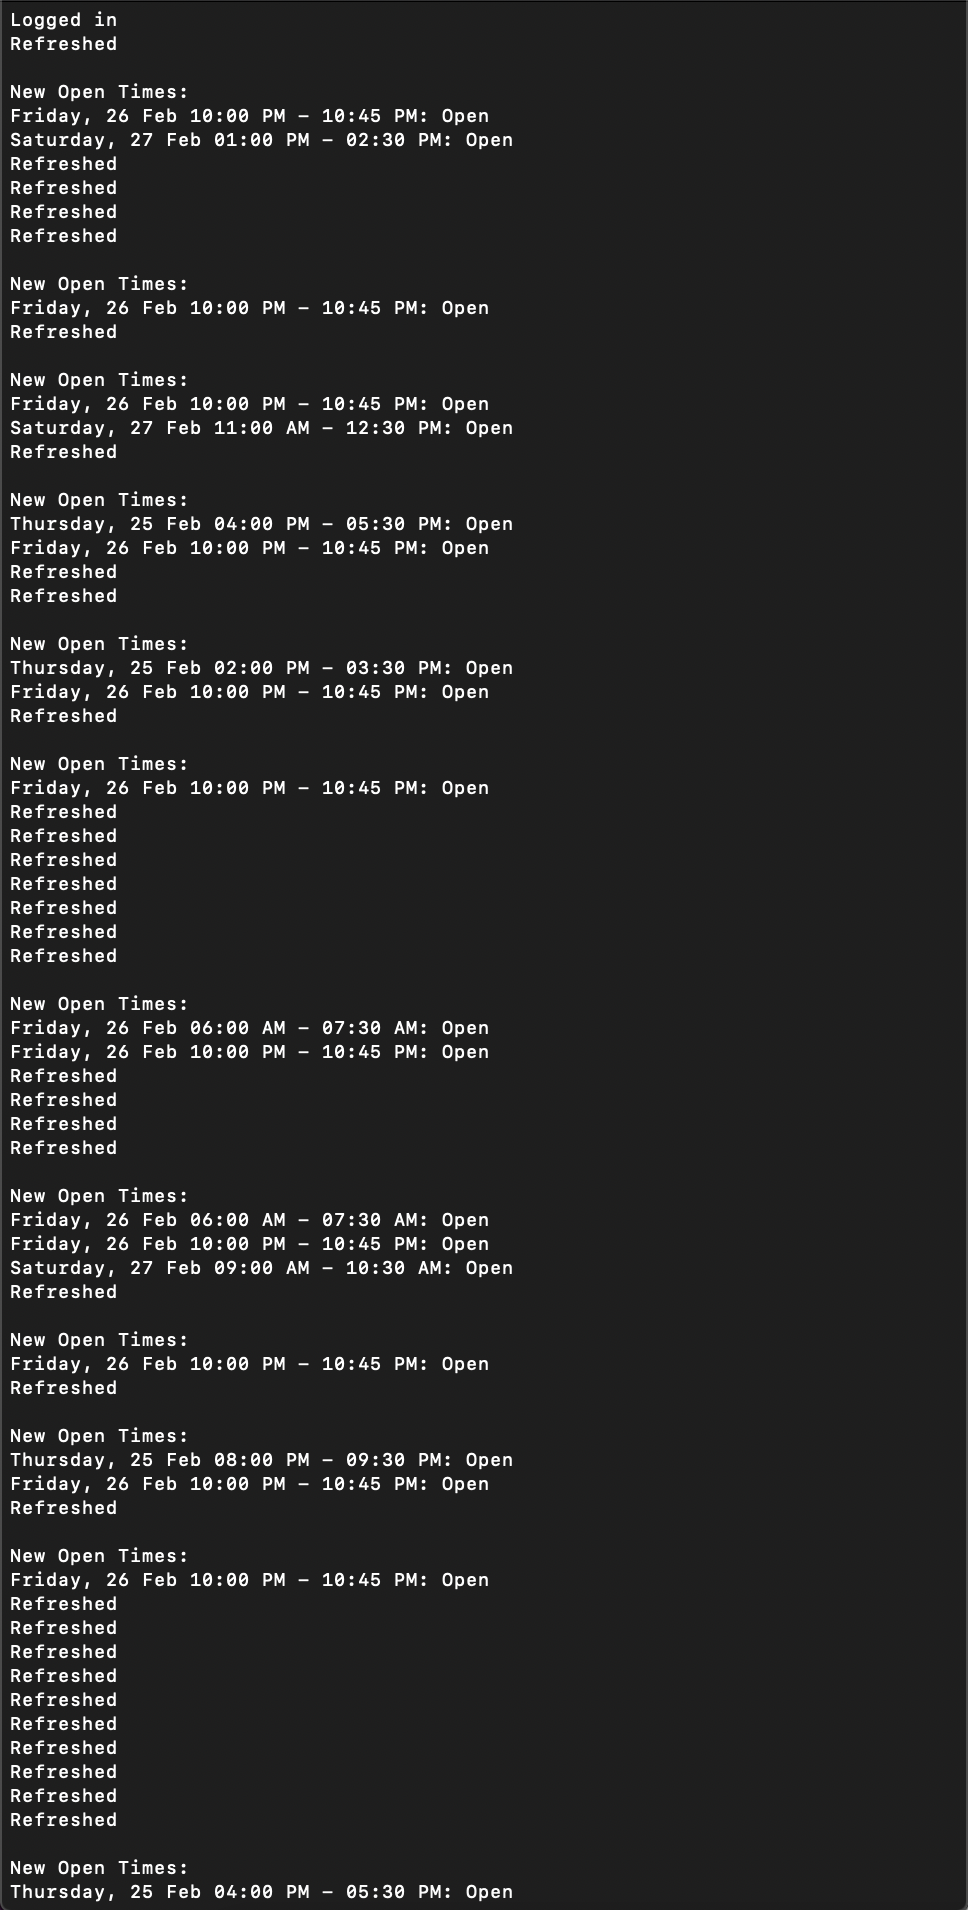 Logged in
Refreshed

New Open Times:
Friday, 26 Feb 10:00 PM – 10:45 PM: Open
Saturday, 27 Feb 01:00 PM – 02:30 PM: Open
Refreshed
Refreshed
Refreshed
Refreshed

New Open Times:
Friday, 26 Feb 10:00 PM – 10:45 PM: Open
Refreshed

New Open Times:
Friday, 26 Feb 10:00 PM – 10:45 PM: Open
Saturday, 27 Feb 11:00 AM – 12:30 PM: Open
Refreshed

New Open Times:
Thursday, 25 Feb 04:00 PM – 05:30 PM: Open
Friday, 26 Feb 10:00 PM – 10:45 PM: Open
Refreshed
Refreshed

New Open Times:
Thursday, 25 Feb 02:00 PM – 03:30 PM: Open
Friday, 26 Feb 10:00 PM – 10:45 PM: Open
Refreshed

New Open Times:
Friday, 26 Feb 10:00 PM – 10:45 PM: Open
Refreshed
Refreshed
Refreshed
Refreshed
Refreshed
Refreshed
Refreshed

New Open Times:
Friday, 26 Feb 06:00 AM – 07:30 AM: Open
Friday, 26 Feb 10:00 PM – 10:45 PM: Open
Refreshed
Refreshed
Refreshed
Refreshed

New Open Times:
Friday, 26 Feb 06:00 AM – 07:30 AM: Open
Friday, 26 Feb 10:00 PM – 10:45 PM: Open
Saturday, 27 Feb 09:00 AM – 10:30 AM: Open
Refreshed

New Open Times:
Friday, 26 Feb 10:00 PM – 10:45 PM: Open
Refreshed

New Open Times:
Thursday, 25 Feb 08:00 PM – 09:30 PM: Open
Friday, 26 Feb 10:00 PM – 10:45 PM: Open
Refreshed

New Open Times:
Friday, 26 Feb 10:00 PM – 10:45 PM: Open
Refreshed
Refreshed
Refreshed
Refreshed
Refreshed
Refreshed
Refreshed
Refreshed
Refreshed
Refreshed

New Open Times:
Thursday, 25 Feb 04:00 PM – 05:30 PM: Open